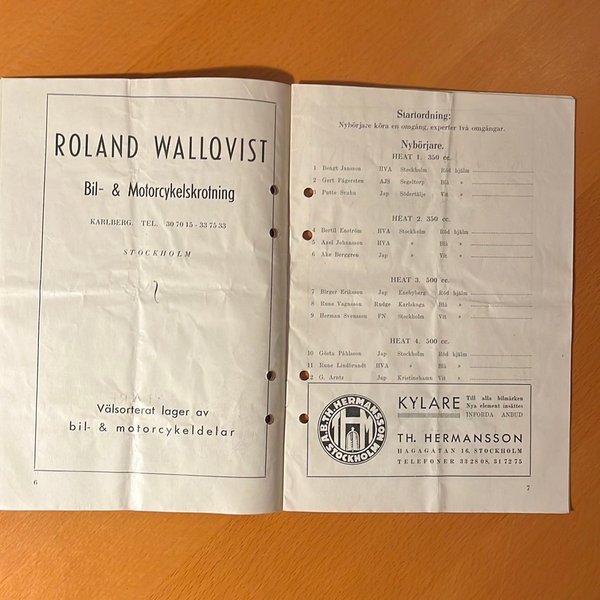 ROLAND WALLQVIST
Bil- & Motorcykelskrotning
KARLBERG. TEL. 30 70 15 - 33 75 33
STOCKHOLM
Välsorterat lager av
bil- & motorcykeldelar
6
Startordning:
Nybörjare köra en omgång, experter två omgångar.
Nybörjare.
HEAT 1. 350 cc.
1 Bengt Jansson HVA Stockholm Röd hjälm
2 Gert Fägersten AJS Segeltorp Blå »
3 Putte Svahn Jap Södertälje Vit »
HEAT 2. 350 cc.
4 Bertil Enström HVA Stockholm Röd hjälm
5 Axel Johansson HVA » Blå »
6 Åke Berggren Jap » Vit »
HEAT 3. 500 cc.
7 Birger Eriksson Jap Enebyberg Röd hjälm
8 Rune Vagnsson Rudge Karlskoga Blå »
9 Herman Svensson FN Stockholm Vit »
HEAT 4. 500 cc.
10 Gösta Påhlsson Jap Stockholm Röd hjälm
11 Rune Lindbrandt HVA » Blå »
2 G. Arntz Jap Kristinehamn Vit »
A.B. TH. HERMANSSON
STOCKHOLM
KYLARE
Till alla bilmärken
Nya element insättes
INFORDA ANBUD
TH. HERMANSSON
HAGAGATAN 16, STOCKHOLM
TELEFONER 33 28 08, 31 72 75
7